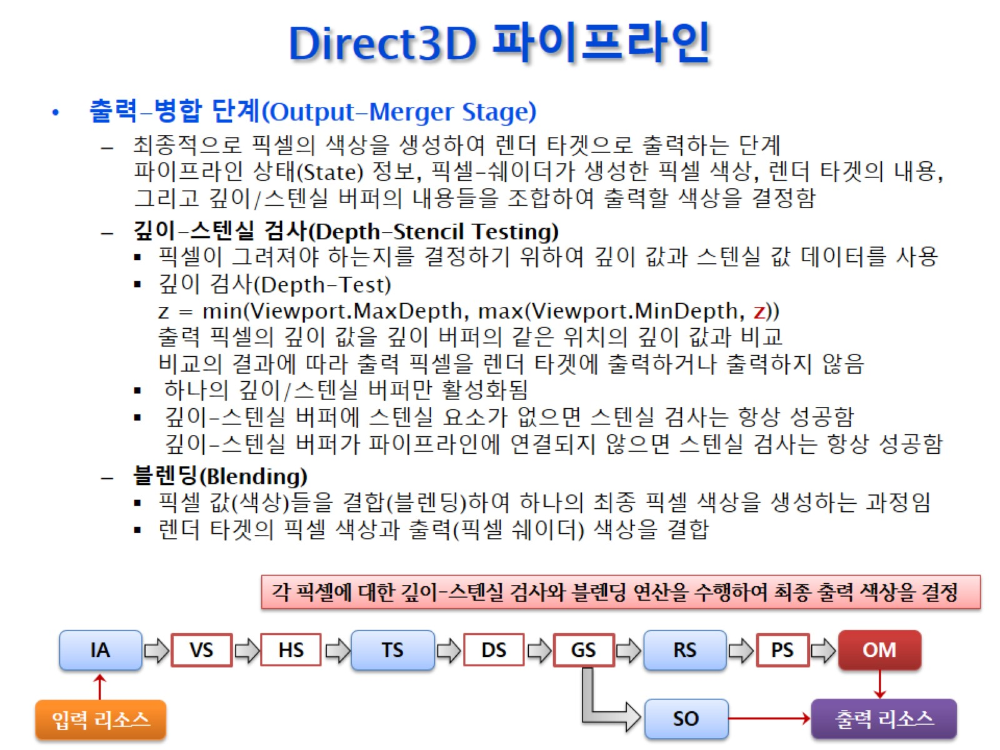 Direct3D 파이프라인
• 출력-병합 단계(Output-Merger Stage)
– 최종적으로 픽셀의 색상을 생성하여 렌더 타겟으로 출력하는 단계
파이프라인 상태(State) 정보, 픽셀-쉐이더가 생성한 픽셀 색상, 렌더 타겟의 내용,
그리고 깊이/스텐실 버퍼의 내용들을 조합하여 출력할 색상을 결정함
– 깊이-스텐실 검사(Depth-Stencil Testing)
▪ 픽셀이 그려져야 하는지를 결정하기 위하여 깊이 값과 스텐실 값 데이터를 사용
▪ 깊이 검사(Depth-Test)
z = min(Viewport.MaxDepth, max(Viewport.MinDepth, z))
출력 픽셀의 깊이 값을 깊이 버퍼의 같은 위치의 깊이 값과 비교
비교의 결과에 따라 출력 픽셀을 렌더 타겟에 출력하거나 출력하지 않음
▪ 하나의 깊이/스텐실 버퍼만 활성화됨
▪ 깊이-스텐실 버퍼에 스텐실 요소가 없으면 스텐실 검사는 항상 성공함
깊이-스텐실 버퍼가 파이프라인에 연결되지 않으면 스텐실 검사는 항상 성공함
– 블렌딩(Blending)
▪ 픽셀 값(색상)들을 결합(블렌딩)하여 하나의 최종 픽셀 색상을 생성하는 과정임
▪ 렌더 타겟의 픽셀 색상과 출력(픽셀 쉐이더) 색상을 결합
각 픽셀에 대한 깊이-스텐실 검사와 블렌딩 연산을 수행하여 최종 출력 색상을 결정
IA VS HS TS DS GS RS PS OM
입력 리소스 SO 출력 리소스